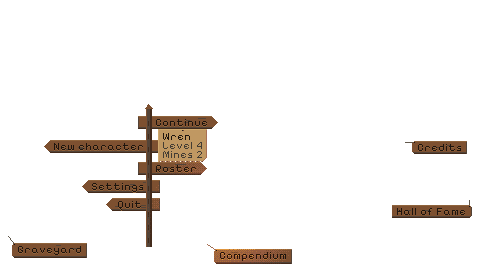 Continue
Wren
Level 4
Mines 2
New character
Roster
Settings
Quit
Credits
Hall of Fame
Graveyard
Compendium